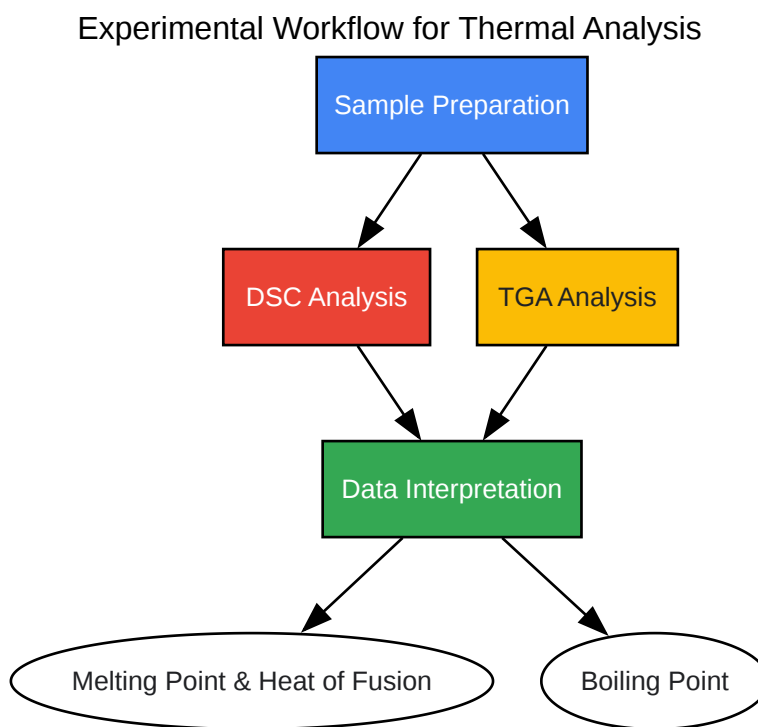 Experimental Workflow for Thermal Analysis
Sample Preparation
DSC Analysis
TGA Analysis
Data Interpretation
Melting Point & Heat of Fusion
Boiling Point